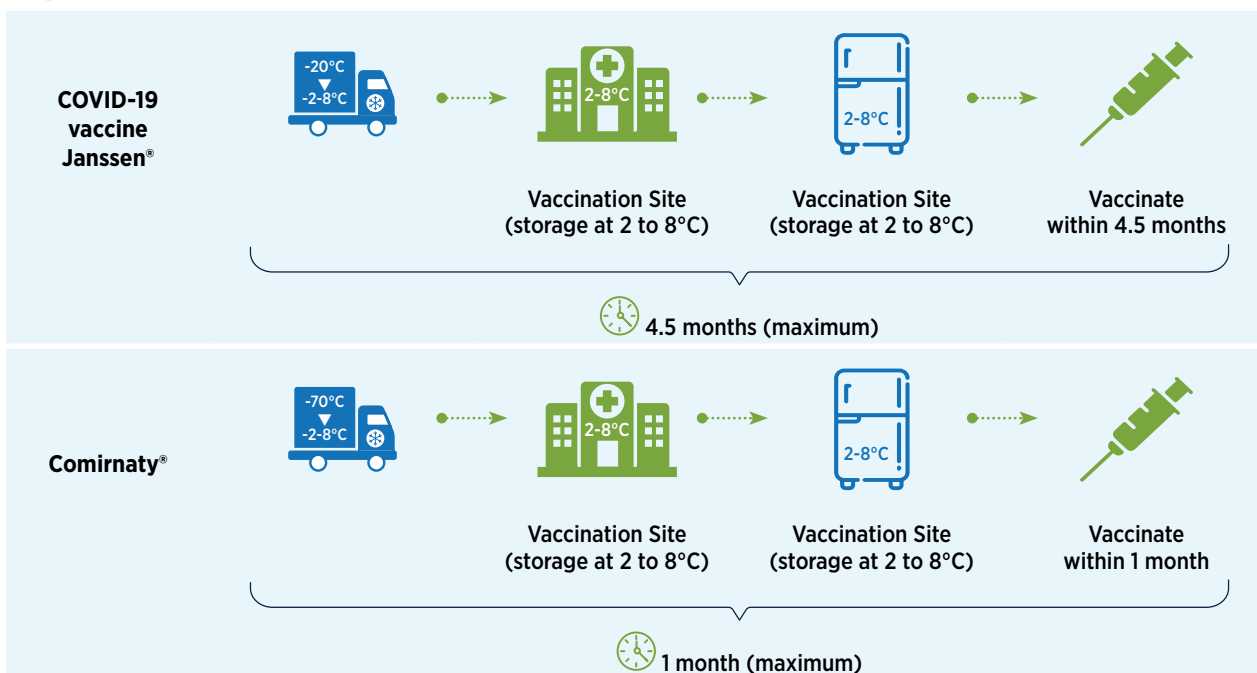 COVID-19
vaccine
Janssen®
-20°C
-2-8°C
2-8°C
2-8°C
Vaccination Site
(storage at 2 to 8°C)
Vaccination Site
(storage at 2 to 8°C)
Vaccinate
within 4.5 months
4.5 months (maximum)
Comirnaty®
-70°C
-2-8°C
2-8°C
2-8°C
Vaccination Site
(storage at 2 to 8°C)
Vaccination Site
(storage at 2 to 8°C)
Vaccinate
within 1 month
1 month (maximum)